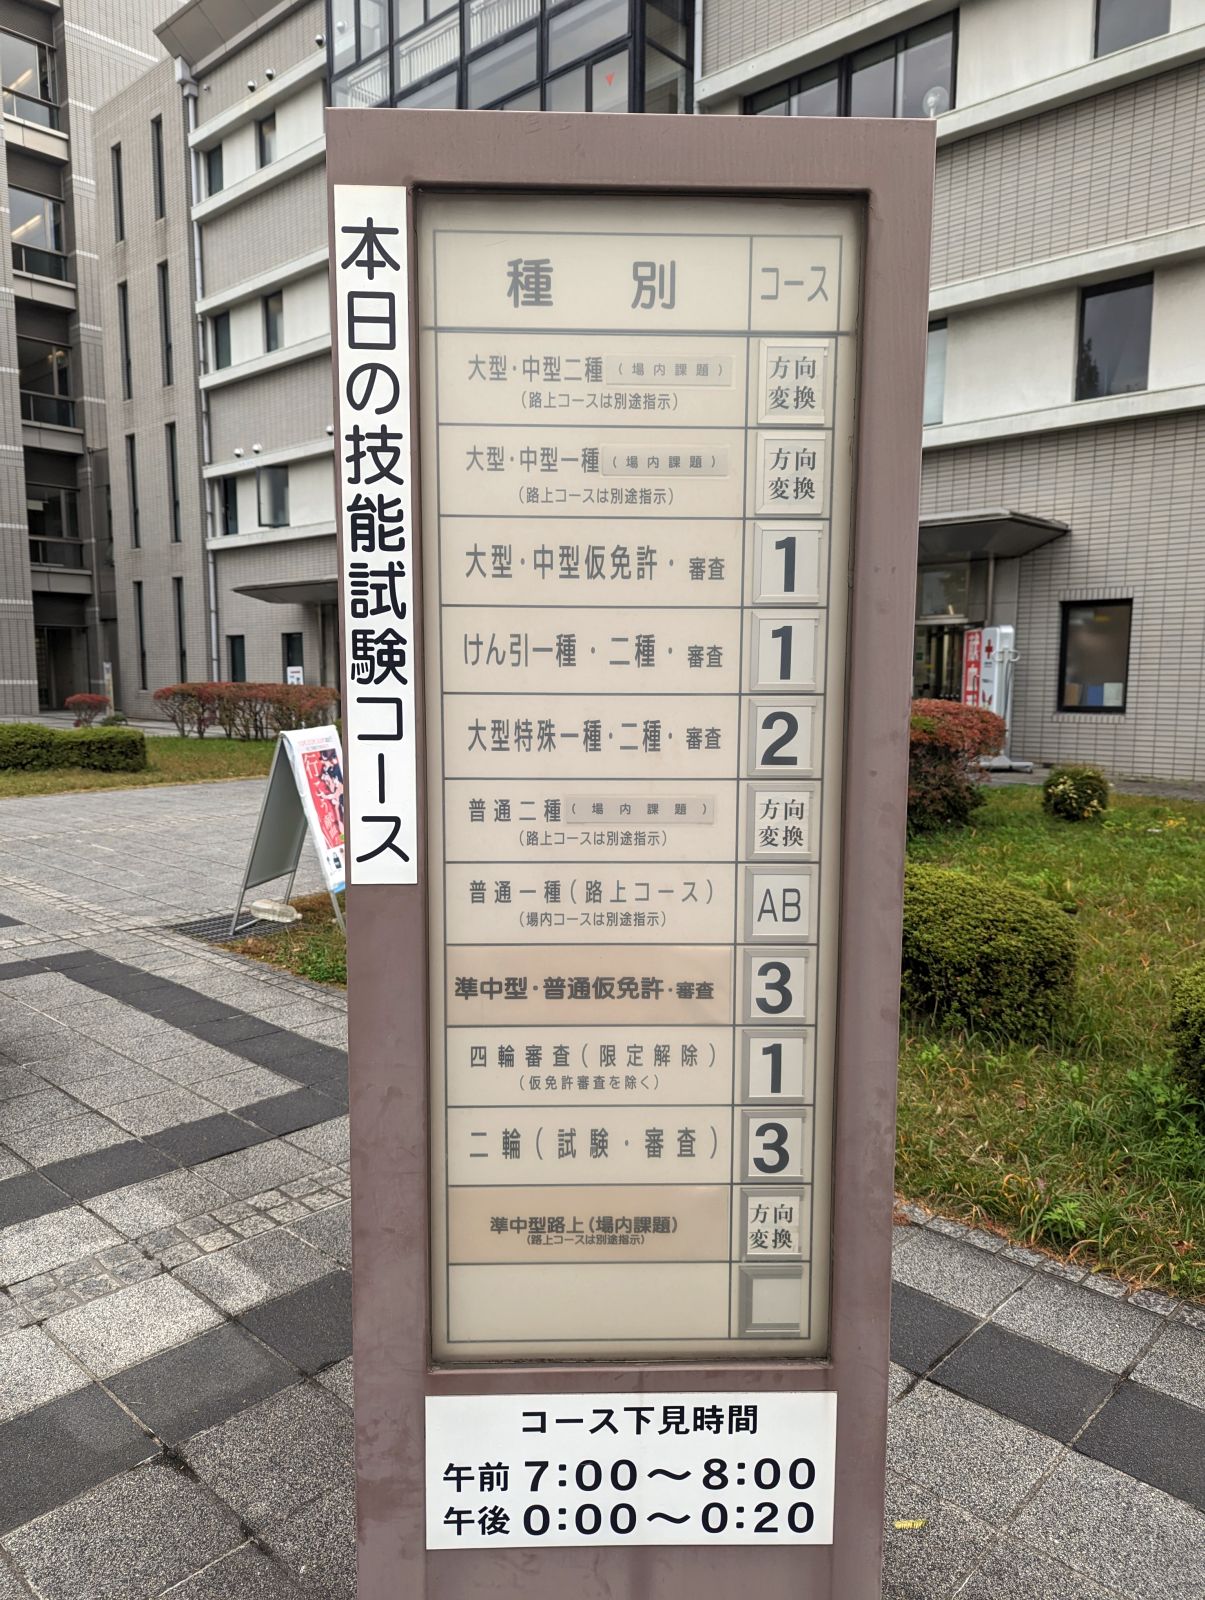 本日の技能試験コース
種別 コース
大型・中型二種(場内課題) 方向変換
(路上コースは別途指示)
大型・中型一種(場内課題) 方向変換
(路上コースは別途指示)
大型・中型仮免許・審査 1
けん引一種・二種・審査 1
大型特殊一種・二種・審査 2
普通二種(場内課題) 方向変換
(路上コースは別途指示)
普通一種(路上コース) AB
(場内コースは別途指示)
準中型・普通仮免許・審査 3
四輪審査(限定解除) 1
(仮免許審査を除く)
二輪(試験・審査) 3
準中型路上(場内課題) 方向変換
(路上コースは別途指示)
コース下見時間
午前 7:00〜8:00
午後 0:00〜0:20